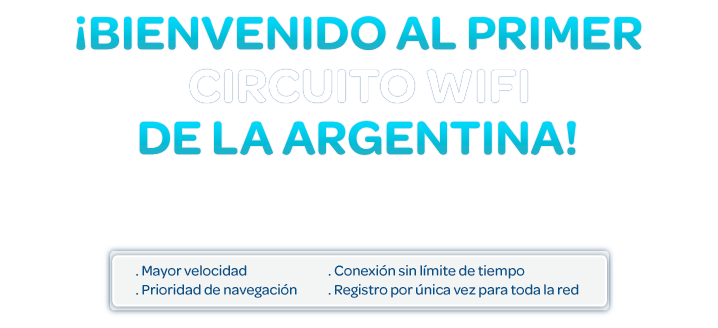 ¡BIENVENIDO AL PRIMER
CIRCUITO WIFI
DE LA ARGENTINA!
. Mayor velocidad
. Prioridad de navegación
. Conexión sin límite de tiempo
. Registro por única vez para toda la red